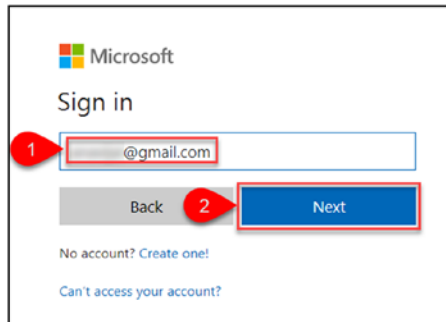 Microsoft
Sign in
1 @gmail.com
Back 2 Next
No account? Create one!
Can't access your account?